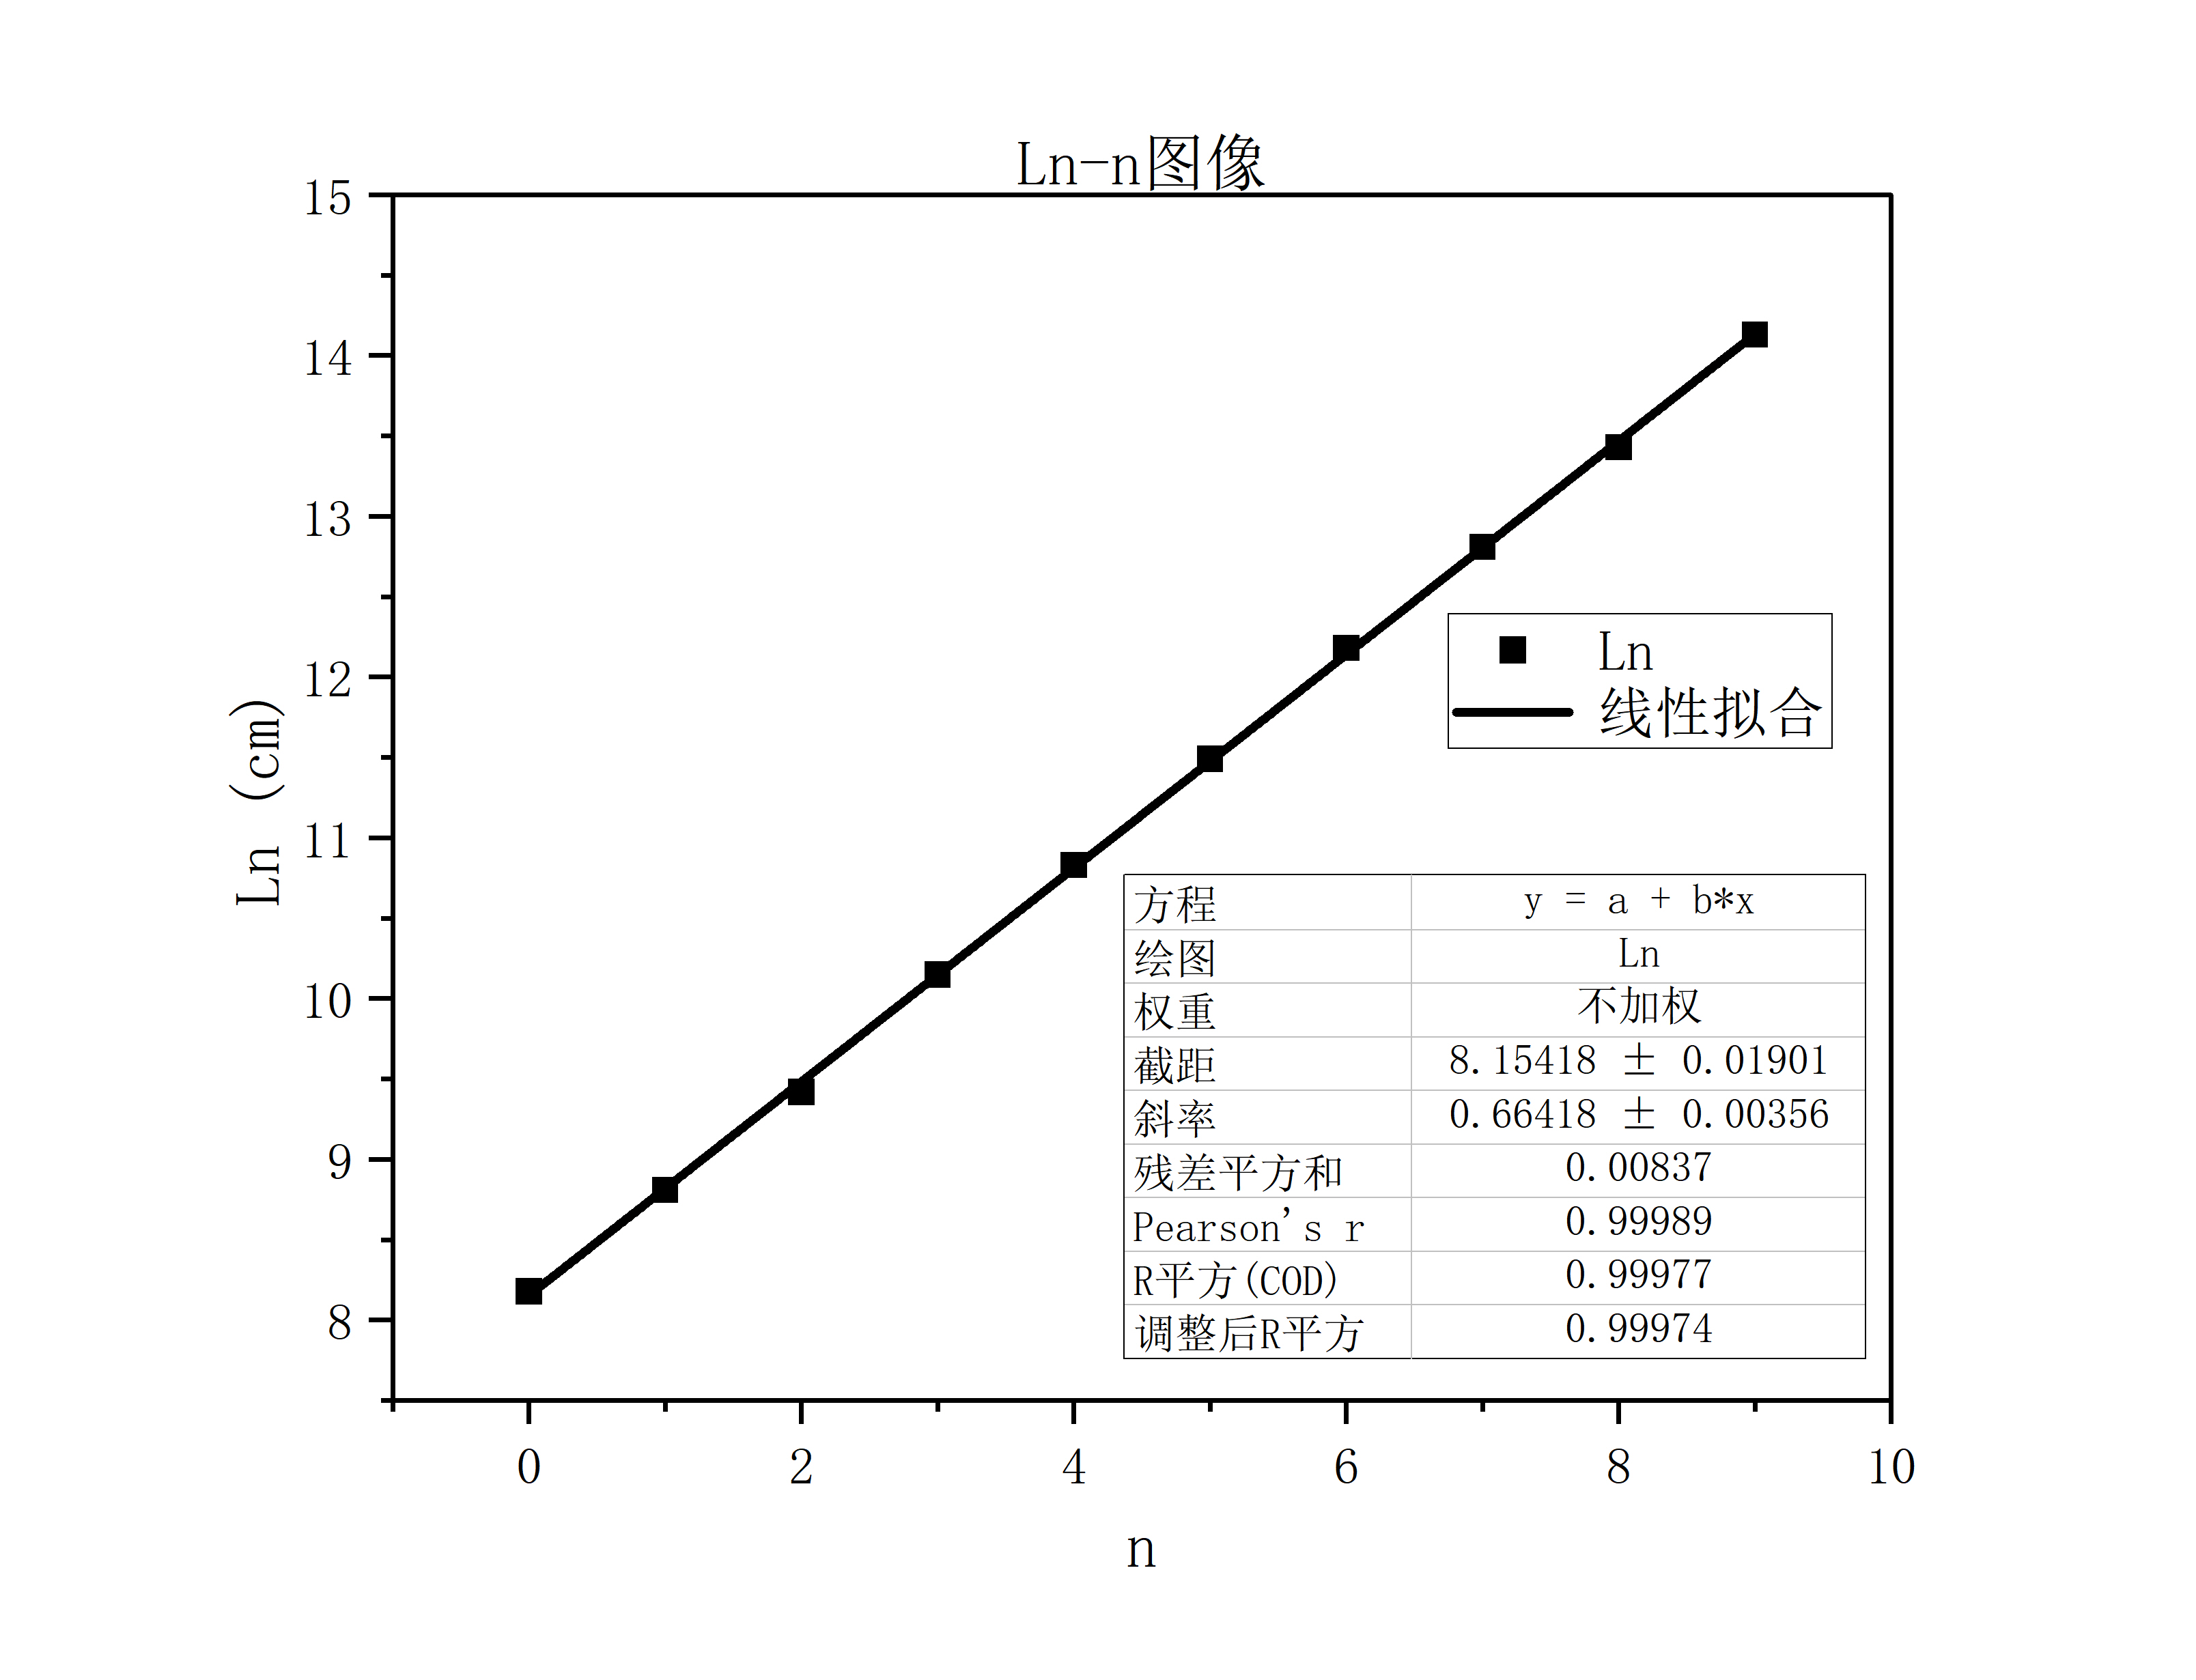 Ln-n图像
15
14
13
12
11
10
9
8
Ln (cm)
Ln
线性拟合
方程 y = a + b*x
绘图 Ln
权重 不加权
截距 8.15418 ± 0.01901
斜率 0.66418 ± 0.00356
残差平方和 0.00837
Pearson's r 0.99989
R平方(COD) 0.99977
调整后R平方 0.99974
0 2 4 6 8 10
n